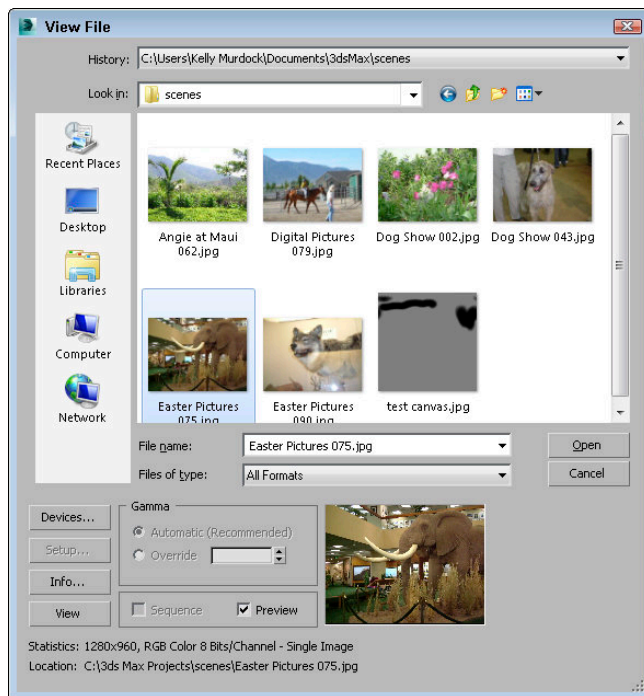 View File
History: C:\Users\Kelly Murdock\Documents\3dsMax\scenes
Look in: scenes
Recent Places
Desktop
Libraries
Computer
Network
Angie at Maui
062.jpg
Digital Pictures
079.jpg
Dog Show 002.jpg
Dog Show 043.jpg
Easter Pictures
075.jpg
Easter Pictures
090.jpg
test canvas.jpg
File name: Easter Pictures 075.jpg
Open
Files of type: All Formats
Cancel
Devices...
Setup...
Info...
View
Gamma
Automatic (Recommended)
Override
Sequence
Preview
Statistics: 1280x960, RGB Color 8 Bits/Channel - Single Image
Location: C:\3ds Max Projects\scenes\Easter Pictures 075.jpg